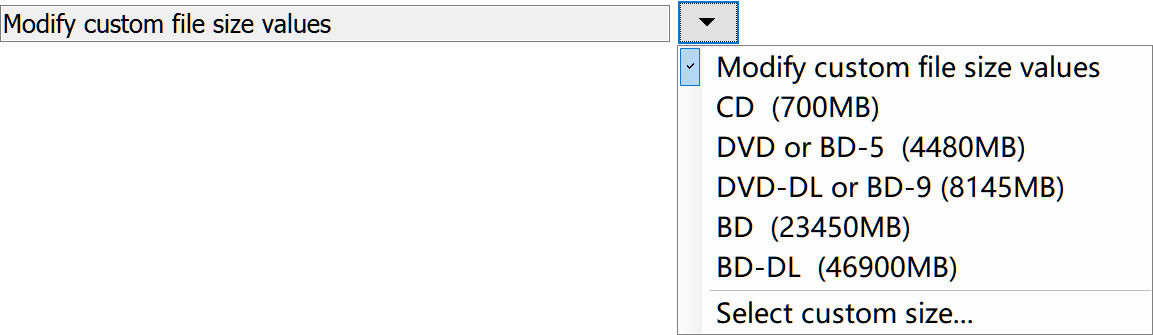 Modify custom file size values
Modify custom file size values
CD  (700MB)
DVD or BD-5  (4480MB)
DVD-DL or BD-9 (8145MB)
BD  (23450MB)
BD-DL  (46900MB)
Select custom size...